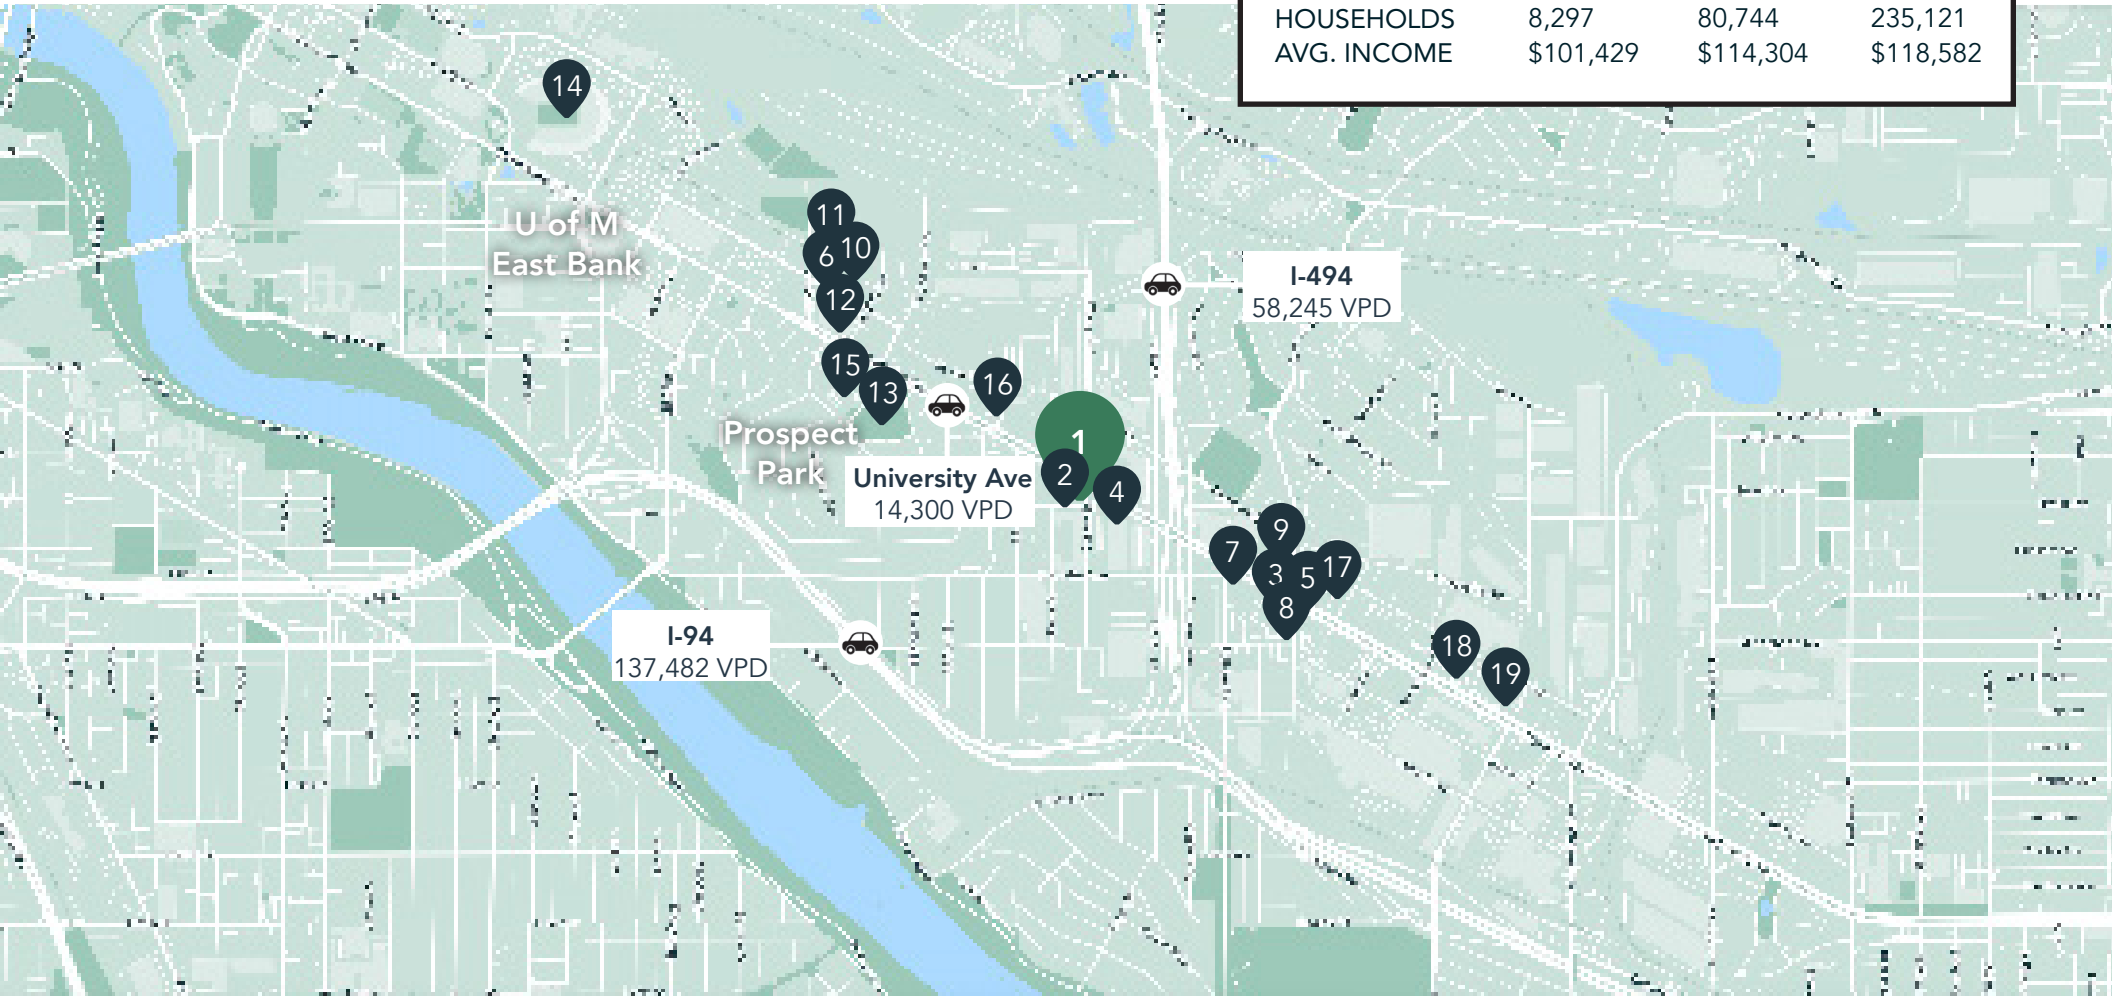 HOUSEHOLDS 8,297 80,744 235,121
AVG. INCOME $101,429 $114,304 $118,582
14
U of M
East Bank
11
6 10
12
I-494
58,245 VPD
15
13
16
Prospect
Park
1
2
4
University Ave
14,300 VPD
9
7
3
5
17
8
I-94
137,482 VPD
18
19